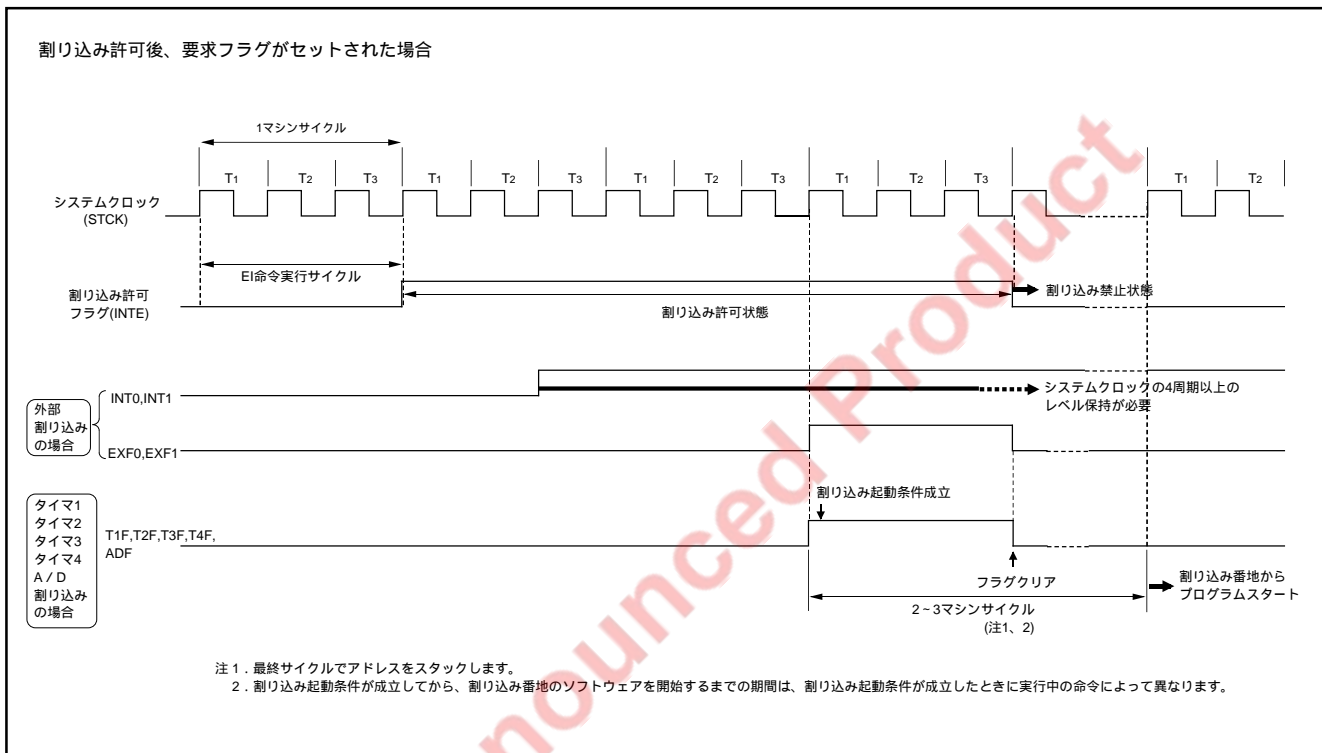 割り込み許可後、要求フラグがセットされた場合
1マシンサイクル
T1 T2 T3 T1 T2 T3 T1 T2 T3 T1 T2 T3 T1 T2
システムクロック
(STCK)
EI命令実行サイクル
割り込み許可
フラグ(INTE)
割り込み許可状態
割り込み禁止状態
外部
割り込み
の場合
INT0,INT1
EXF0,EXF1
システムクロックの4周期以上の
レベル保持が必要
タイマ1
タイマ2
タイマ3
タイマ4
A / D
割り込み
の場合
T1F,T2F,T3F,T4F,
ADF
割り込み起動条件成立
フラグクリア
2~3マシンサイクル
(注1、2)
割り込み番地から
プログラムスタート
注 1．最終サイクルでアドレスをスタックします。
2．割り込み起動条件が成立してから、割り込み番地のソフトウェアを開始するまでの期間は、割り込み起動条件が成立したときに実行中の命令によって異なります。
nounced Product